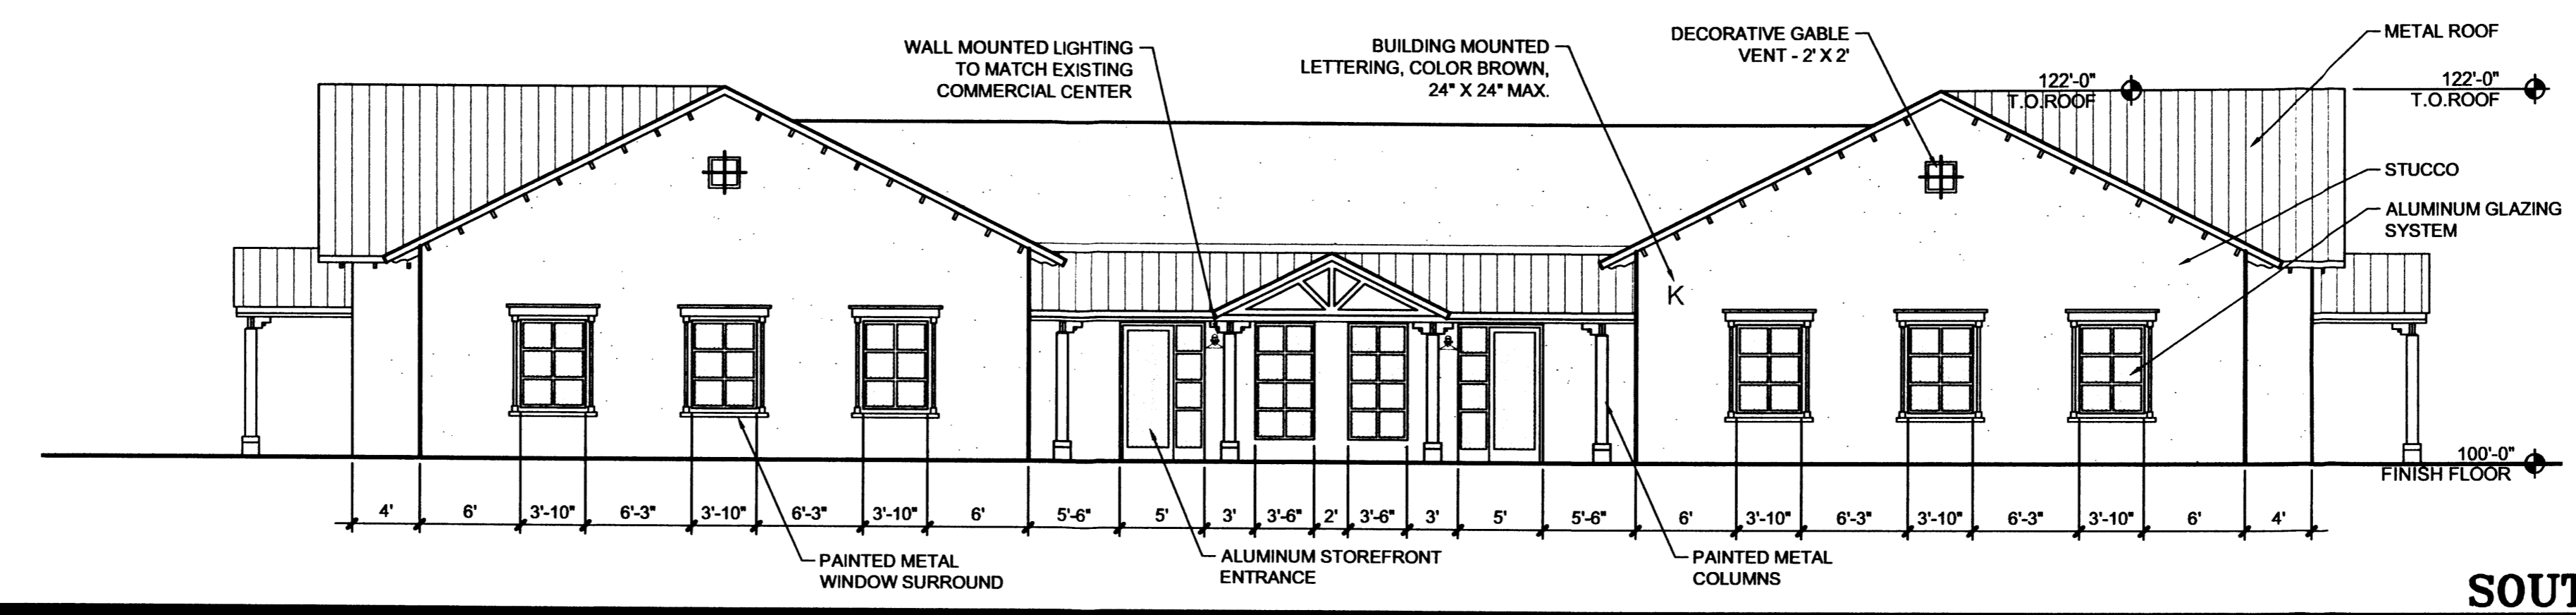 METAL ROOF
DECORATIVE GABLE
VENT - 2' X 2'
WALL MOUNTED LIGHTING
TO MATCH EXISTING
COMMERCIAL CENTER
BUILDING MOUNTED
LETTERING, COLOR BROWN,
24" X 24" MAX.
122'-0"
T.O.ROOF
122'-0"
T.O.ROOF
STUCCO
ALUMINUM GLAZING
SYSTEM
K
100'-0"
FINISH FLOOR
4' 6' 3'-10" 6'-3" 3'-10" 6'-3" 3'-10" 6' 5'-6" 5' 3' 3'-6" 2' 3'-6" 3' 5' 5'-6" 6' 3'-10" 6'-3" 3'-10" 6'-3" 3'-10" 6' 4'
PAINTED METAL
WINDOW SURROUND
ALUMINUM STOREFRONT
ENTRANCE
PAINTED METAL
COLUMNS
SOUT